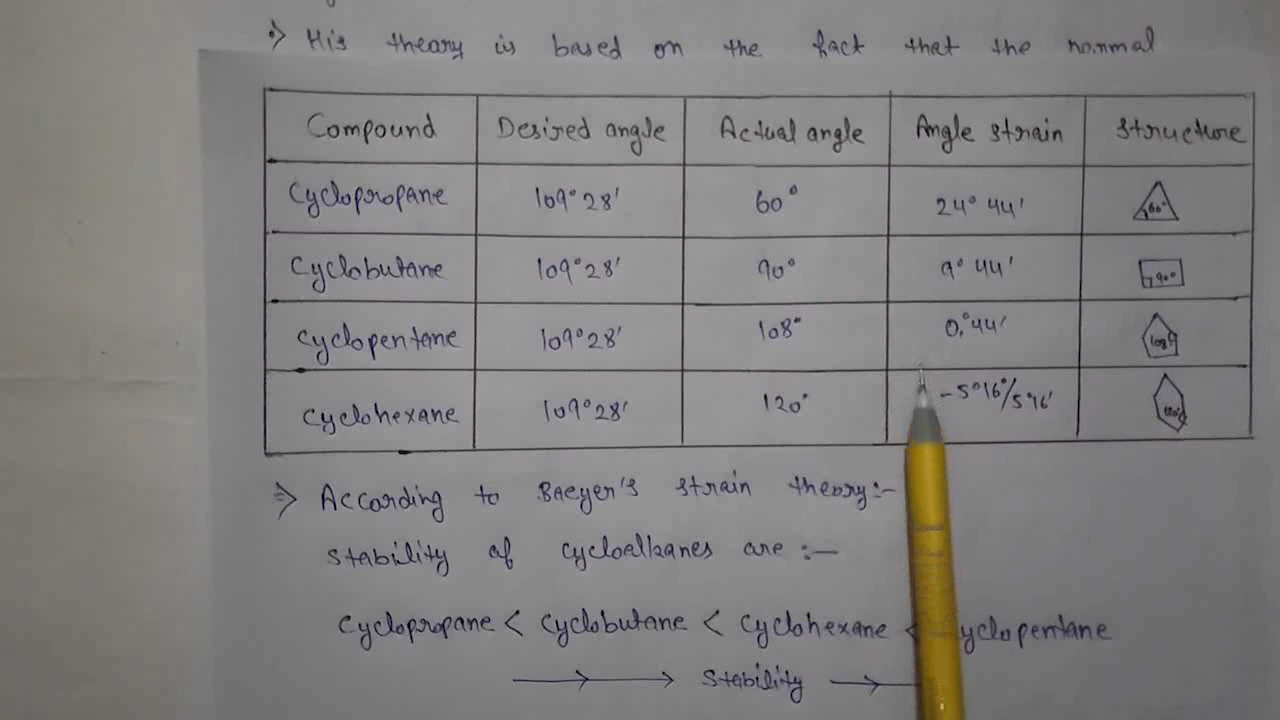 ⇒ His theory is based on the fact that the normal
Compound Desired angle Actual angle Angle strain Structure
Cyclopropane 109°28' 60° 24° 44' 60°
Cyclobutane 109°28' 90° 9° 44' 90°
Cyclopentane 109°28' 108° 0.°44' 108°
Cyclohexane 109°28' 120° -5°16'/5°16' 120°
⇒ According to Baeyer's strain theory:-
Stability of cycloalkanes are :-
Cyclopropane < Cyclobutane < Cyclohexane < yclopentane
→ → Stability →